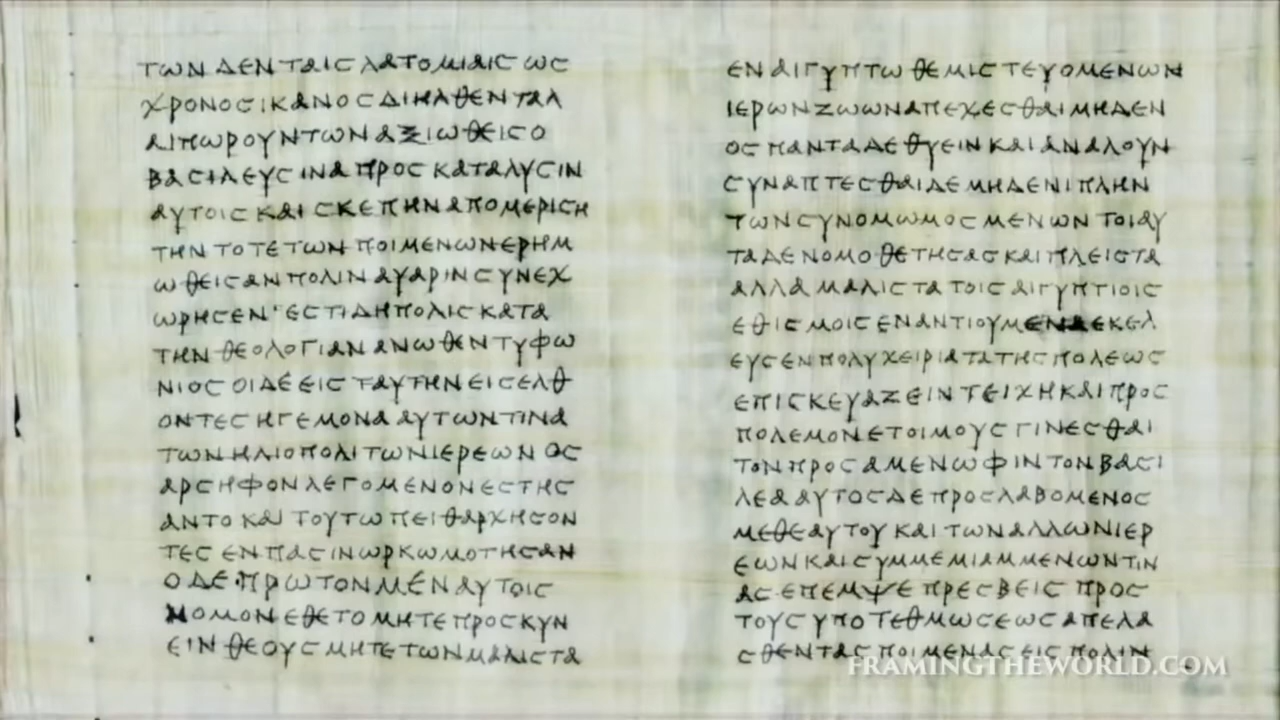 ΤΩΝ ΔΕΝ ΤΑΙϹ ΛΑΤΟΜΙΑΙϹ ΩϹ
ΧΡΟΝΟϹ ΙΚΑΝΟϹ ΔΙΗΛΘΕΝ ΤΑΛ
ΑΙΠΩΡΟΥΝΤΩΝ ΑΞΙΩΘΕΙϹ Ο
ΒΑϹΙΛΕΥϹ ΙΝΑ ΠΡΟϹ ΚΑΤΑΛΥϹΙΝ
ΑΥΤΟΙϹ ΚΑΙ ϹΚΕΠΗΝ ΑΠΟΜΕΡΙϹΗ
ΤΗΝ ΤΟΤΕ ΤΩΝ ΠΟΙΜΕΝΩΝ ΕΡΗΜ
ΩΘΕΙϹΑΝ ΠΟΛΙΝ ΑΥΑΡΙΝ ϹΥΝΕΧ
ΩΡΗϹΕΝ ΕϹΤΙ ΔΗ ΠΟΛΙϹ ΚΑΤΑ
ΤΗΝ ΘΕΟΛΟΓΙΑΝ ΑΝΩΘΕΝ ΤΥΦΩ
ΝΙΟϹ ΟΙ ΔΕ ΕΙϹ ΤΑΥΤΗΝ ΕΙϹΕΛΘ
ΟΝΤΕϹ ΗΓΕΜΟΝΑ ΑΥΤΩΝ ΤΙΝΑ
ΤΩΝ ΗΛΙΟΠΟΛΙΤΩΝ ΙΕΡΕΩΝ ΟϹ
ΑΡϹΗΦΟΝ ΛΕΓΟΜΕΝΟΝ ΕϹΤΗϹ
ΑΝΤΟ ΚΑΙ ΤΟΥΤΩ ΠΕΙΘΑΡΧΗϹΟΝ
ΤΕϹ ΕΝ ΠΑϹΙΝ ΩΡΚΩΜΟΤΗϹΑΝ
Ο ΔΕ ΠΡΩΤΟΝ ΜΕΝ ΑΥΤΟΙϹ
ΝΟΜΟΝ ΕΘΕΤΟ ΜΗΤΕ ΠΡΟϹΚΥΝ
ΕΙΝ ΘΕΟΥϹ ΜΗΤΕ ΤΩΝ ΜΑΛΙϹΤΑ
ΕΝ ΑΙΓΥΠΤΩ ΘΕΜΙϹΤΕΥΟΜΕΝΩΝ
ΙΕΡΩΝ ΖΩΩΝ ΑΠΕΧΕϹΘΑΙ ΜΗΔΕΝ
ΟϹ ΠΑΝΤΑ ΔΕ ΘΥΕΙΝ ΚΑΙ ΑΝΑΛΟΥΝ
ϹΥΝΑΠΤΕϹΘΑΙ ΔΕ ΜΗΔΕΝΙ ΠΛΗΝ
ΤΩΝ ϹΥΝΟΜΩΜΟϹΜΕΝΩΝ ΤΟΙΑΥ
ΤΑ ΔΕ ΝΟΜΟΘΕΤΗϹΑϹ ΚΑΙ ΠΛΕΙϹΤΑ
ΑΛΛΑ ΜΑΛΙϹΤΑ ΤΟΙϹ ΑΙΓΥΠΤΙΟΙϹ
ΕΘΙϹΜΟΙϹ ΕΝΑΝΤΙΟΥΜΕΝΑ ΕΚΕΛ
ΕΥϹΕΝ ΠΟΛΥΧΕΙΡΙΑ ΤΑ ΤΗϹ ΠΟΛΕΩϹ
ΕΠΙϹΚΕΥΑΖΕΙΝ ΤΕΙΧΗ ΚΑΙ ΠΡΟϹ
ΠΟΛΕΜΟΝ ΕΤΟΙΜΟΥϹ ΓΙΝΕϹΘΑΙ
ΤΟΝ ΠΡΟϹ ΑΜΕΝΩΦΙΝ ΤΟΝ ΒΑϹΙ
ΛΕΑ ΑΥΤΟϹ ΔΕ ΠΡΟϹΛΑΒΟΜΕΝΟϹ
ΜΕΘ ΕΑΥΤΟΥ ΚΑΙ ΤΩΝ ΑΛΛΩΝ ΙΕΡ
ΕΩΝ ΚΑΙ ϹΥΜΜΕΜΙΑΜΜΕΝΩΝ ΤΙΝ
ΑϹ ΕΠΕΜΨΕ ΠΡΕϹΒΕΙϹ ΠΡΟϹ
ΤΟΥϹ ΥΠΟ ΤΕΘΜΩϹΕΩϹ ΑΠΕΛΑ
ϹΘΕΝΤΑϹ ΠΟΙΜΕΝΑϹ ΕΙϹ ΠΟΛΙΝ
FRAMINGTHEWORLD.COM